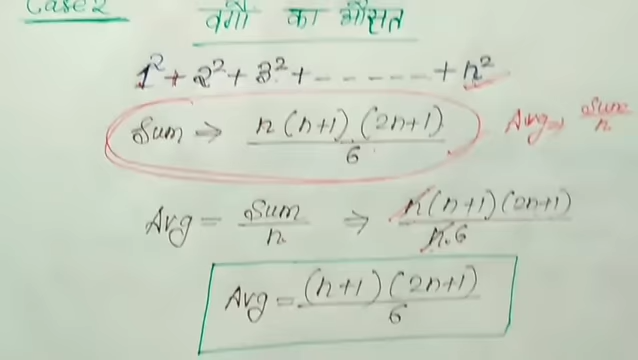 Case 2
वर्गों का औसत
1² + 2² + 3² + - - - - - - + n²
Sum ⇒ n(n+1)(2n+1)/6
Avg ⇒ Sum/n
Avg = Sum/n ⇒ n(n+1)(2n+1)/n.6
Avg = (n+1)(2n+1)/6